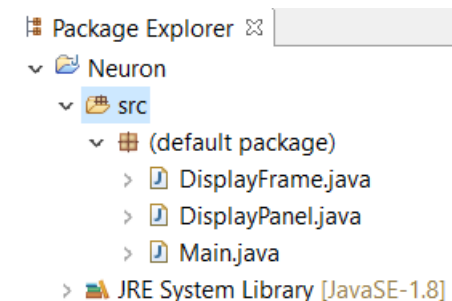 Package Explorer
Neuron
src
(default package)
DisplayFrame.java
DisplayPanel.java
Main.java
JRE System Library [JavaSE-1.8]